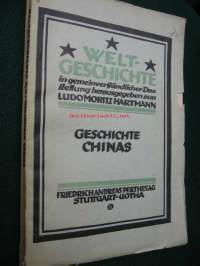 WELT-
GESCHICHTE
in gemeinverständlicher Dar
stellung herausgegeben von
LUDO MORITZ HARTMANN
GESCHICHTE
CHINAS
FRIEDRICH ANDREAS PERTHES A-G
STUTTGART-GOTHA